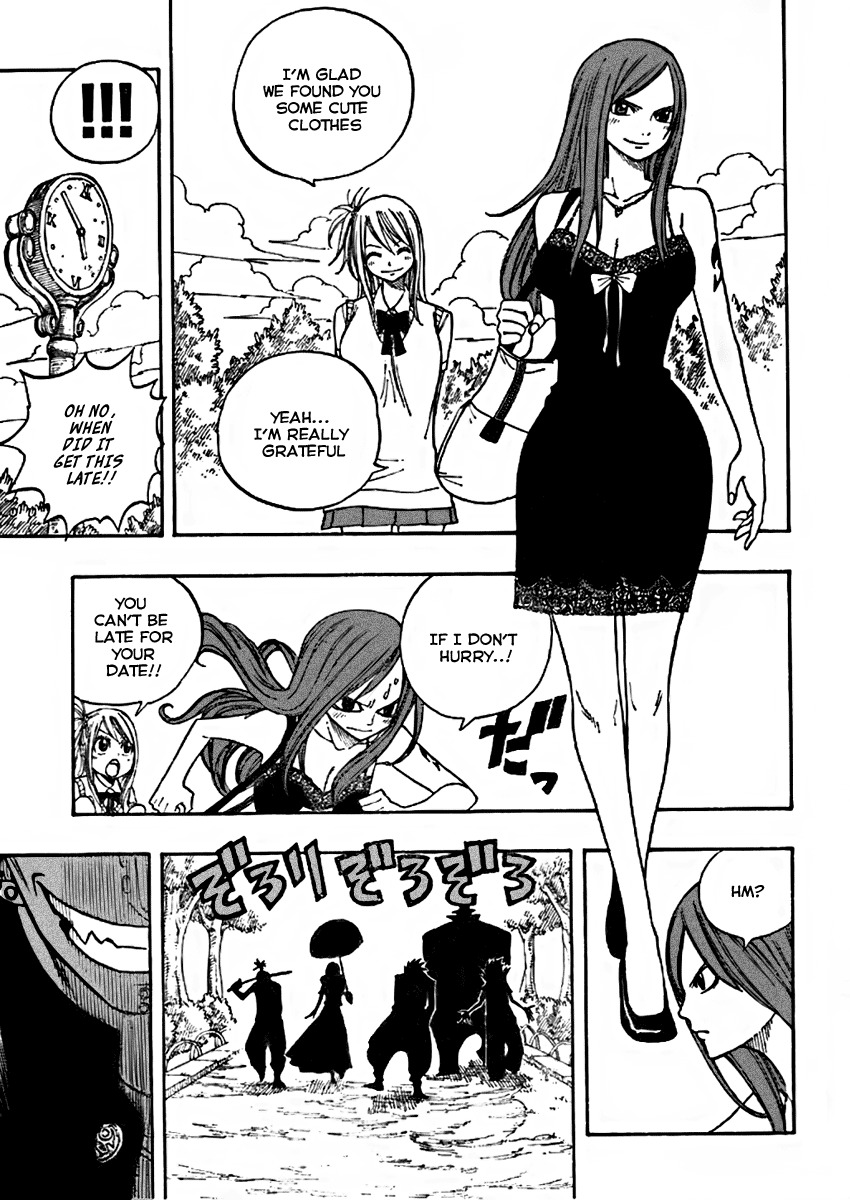 I'M GLAD
WE FOUND YOU
SOME CUTE
CLOTHES
YEAH...
I'M REALLY
GRATEFUL
!!!
OH NO,
WHEN
DID IT
GET THIS
LATE!!
IF I DON'T
HURRY..!
YOU
CAN'T BE
LATE FOR
YOUR
DATE!!
だっ
HM?
ぞろりぞろぞろ